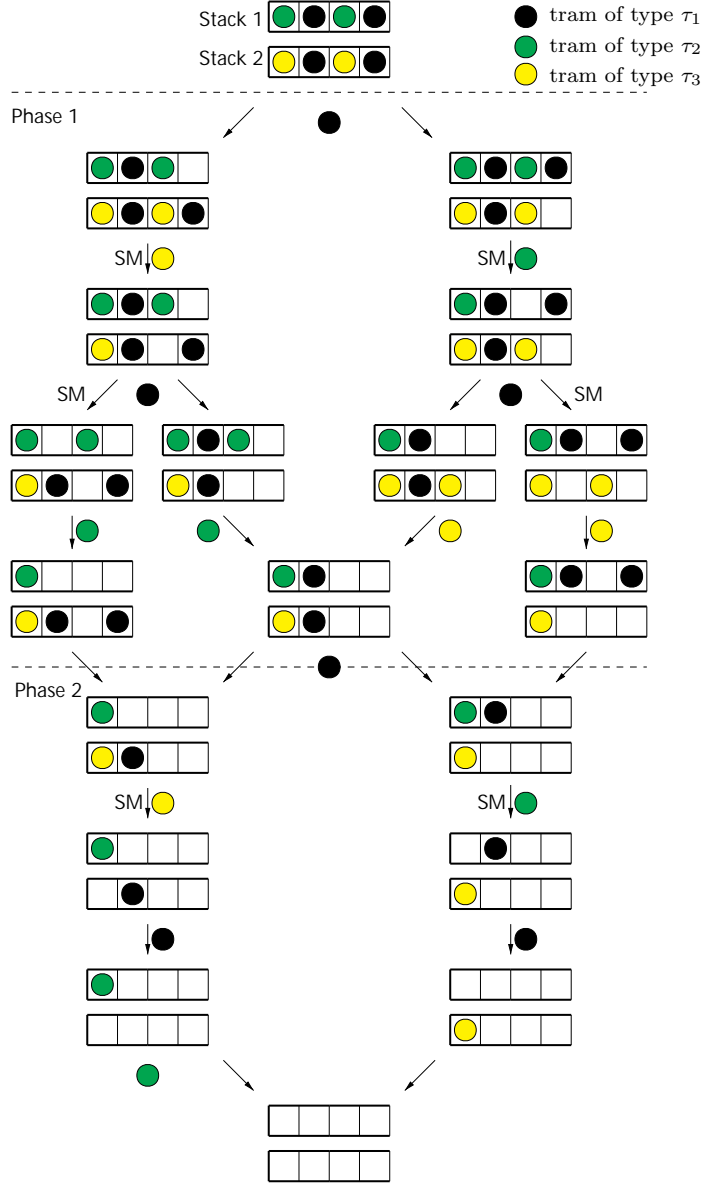 Stack 1
Stack 2
tram of type τ₁
tram of type τ₂
tram of type τ₃
Phase 1
SM
SM
SM
SM
Phase 2
SM
SM